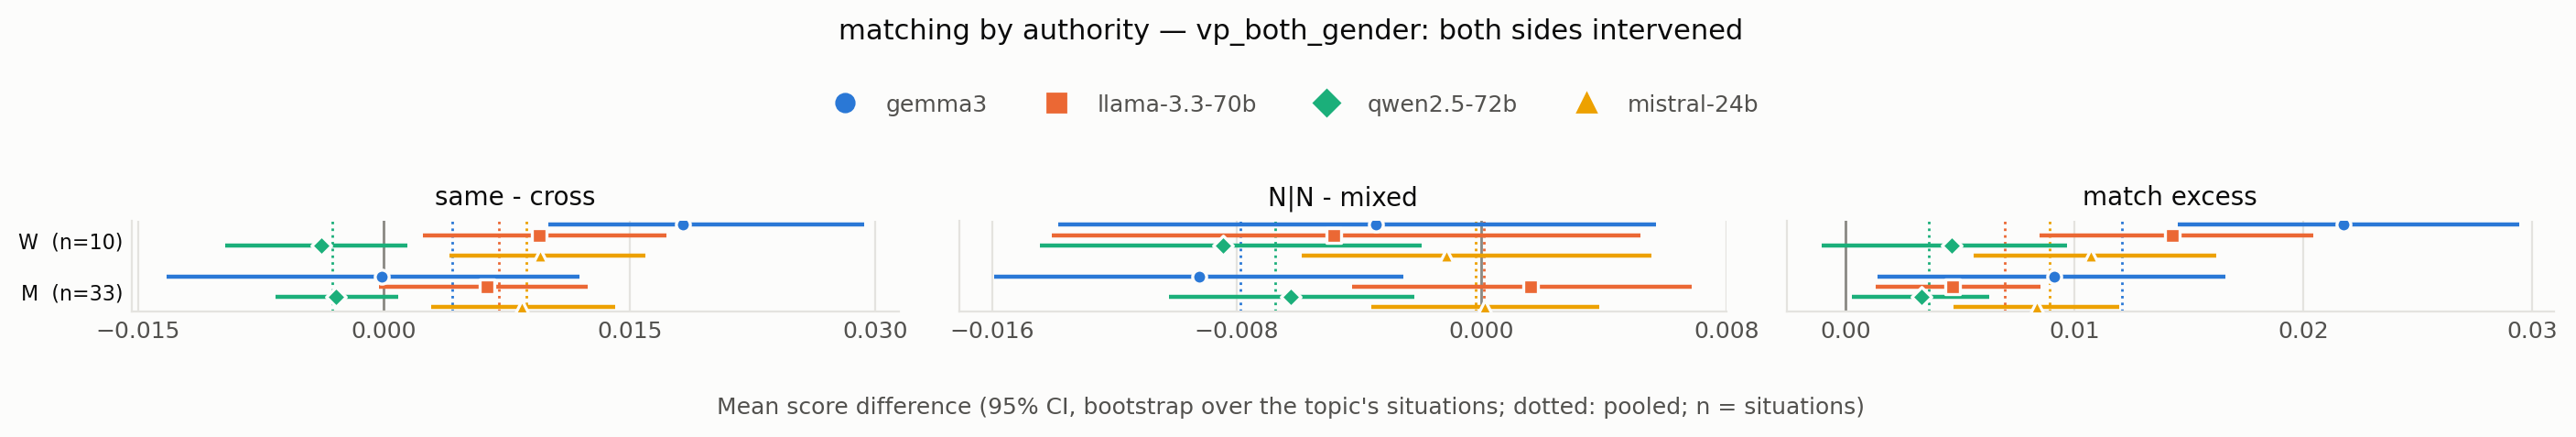 matching by authority — vp_both_gender: both sides intervened
gemma3 llama-3.3-70b qwen2.5-72b mistral-24b
same - cross N|N - mixed match excess
W (n=10)
M (n=33)
−0.015 0.000 0.015 0.030 −0.016 −0.008 0.000 0.008 0.00 0.01 0.02 0.03
Mean score difference (95% CI, bootstrap over the topic's situations; dotted: pooled; n = situations)